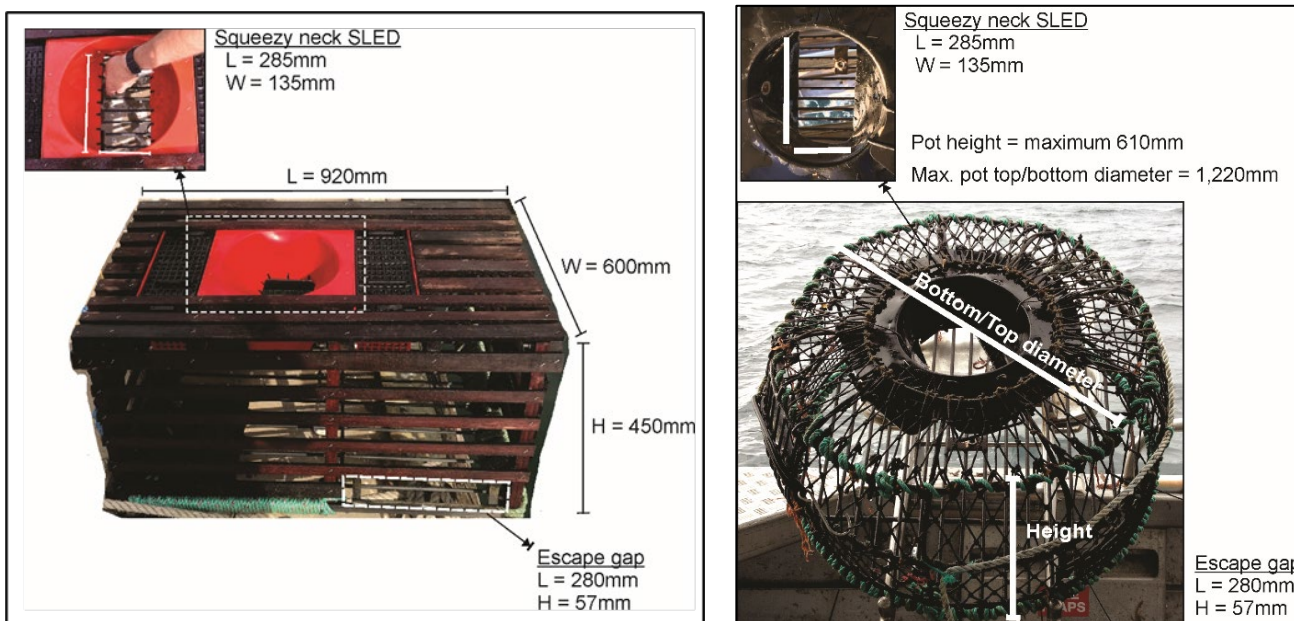 Squeezy neck SLED
L = 285mm
W = 135mm
L = 920mm
W = 600mm
H = 450mm
Escape gap
L = 280mm
H = 57mm
Squeezy neck SLED
L = 285mm
W = 135mm
Pot height = maximum 610mm
Max. pot top/bottom diameter = 1,220mm
Bottom/Top diameter
Height
APS
Escape gap
L = 280mm
H = 57mm